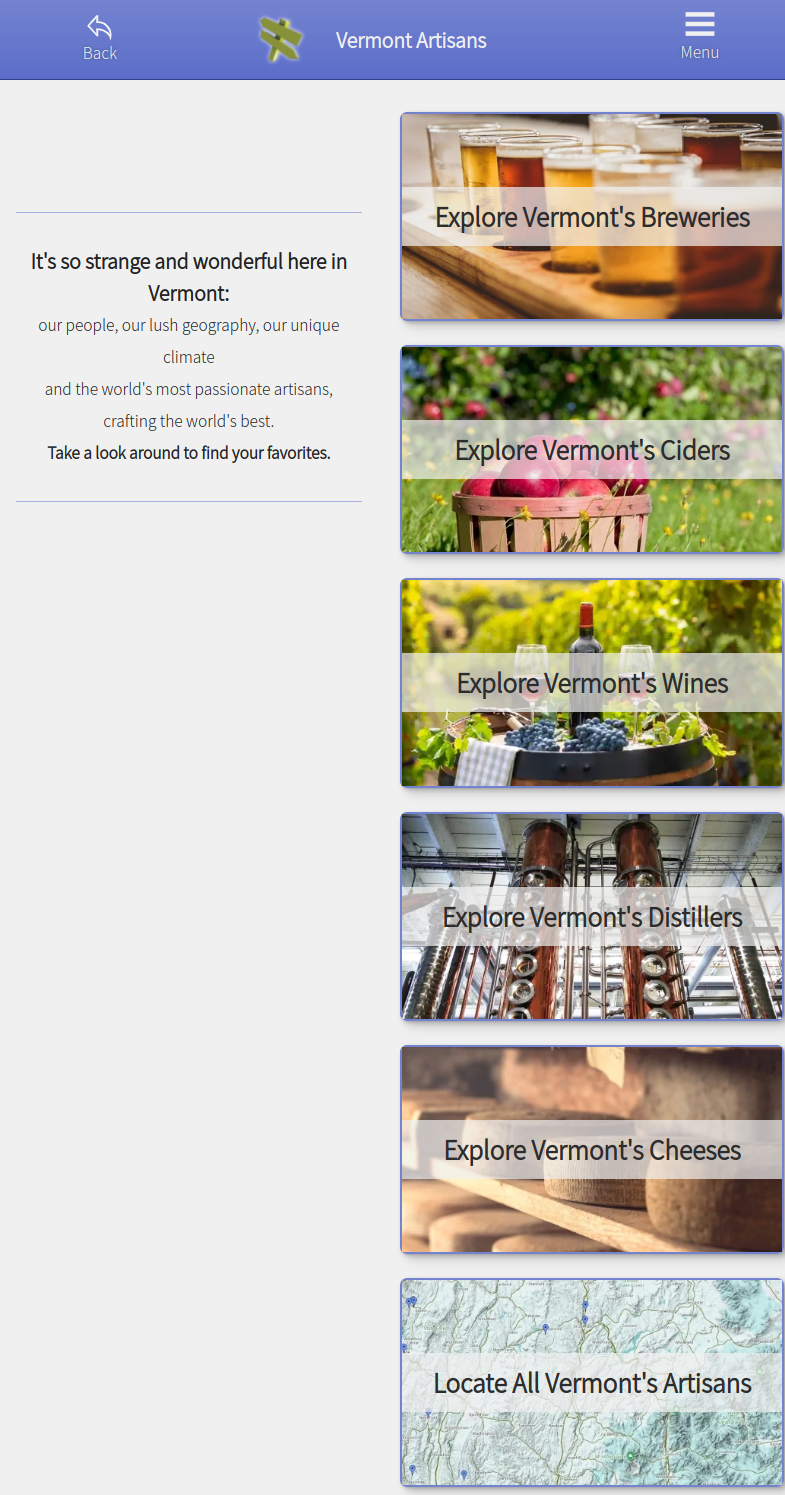 Back
Vermont Artisans
Menu
It's so strange and wonderful here in
Vermont:
our people, our lush geography, our unique
climate
and the world's most passionate artisans,
crafting the world's best.
Take a look around to find your favorites.
Explore Vermont's Breweries
Explore Vermont's Ciders
Explore Vermont's Wines
Explore Vermont's Distillers
Explore Vermont's Cheeses
Locate All Vermont's Artisans